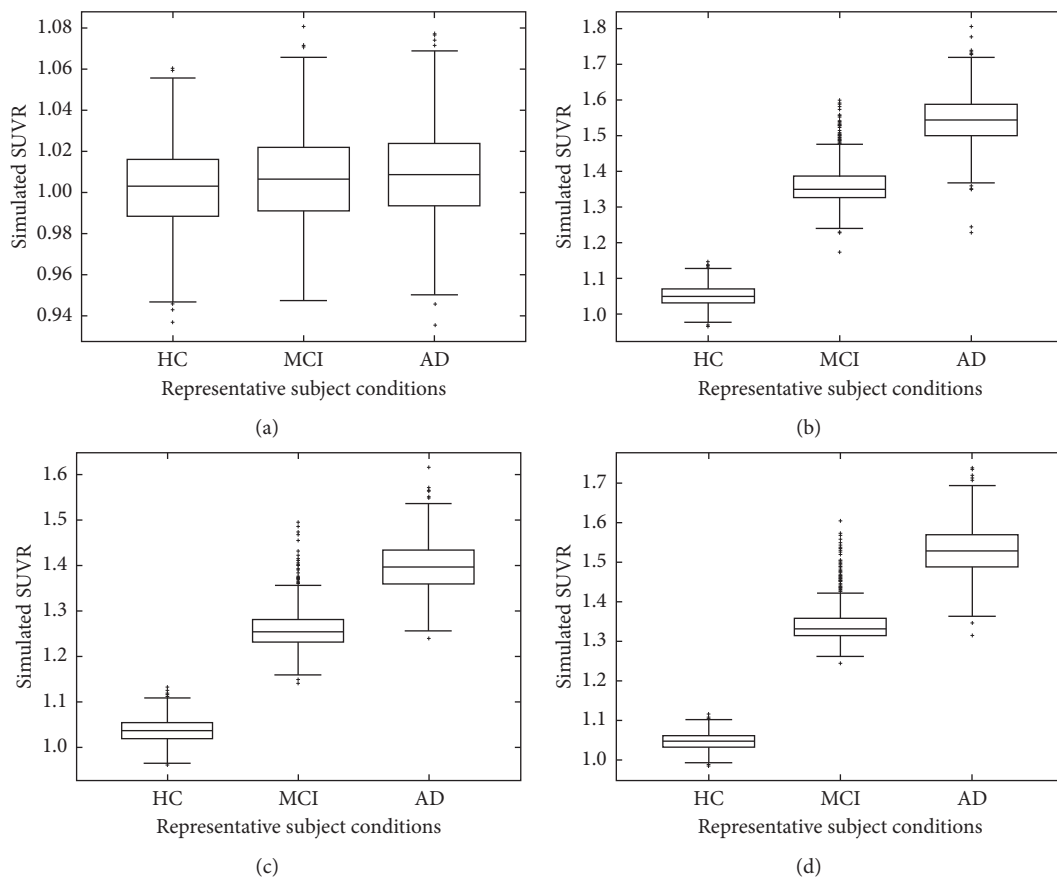 1.08
1.06
1.04
1.02
1.00
0.98
0.96
0.94
Simulated SUVR
HC MCI AD
Representative subject conditions
(a)
1.8
1.7
1.6
1.5
1.4
1.3
1.2
1.1
1.0
Simulated SUVR
HC MCI AD
Representative subject conditions
(b)
1.6
1.5
1.4
1.3
1.2
1.1
1.0
Simulated SUVR
HC MCI AD
Representative subject conditions
(c)
1.7
1.6
1.5
1.4
1.3
1.2
1.1
1.0
Simulated SUVR
HC MCI AD
Representative subject conditions
(d)